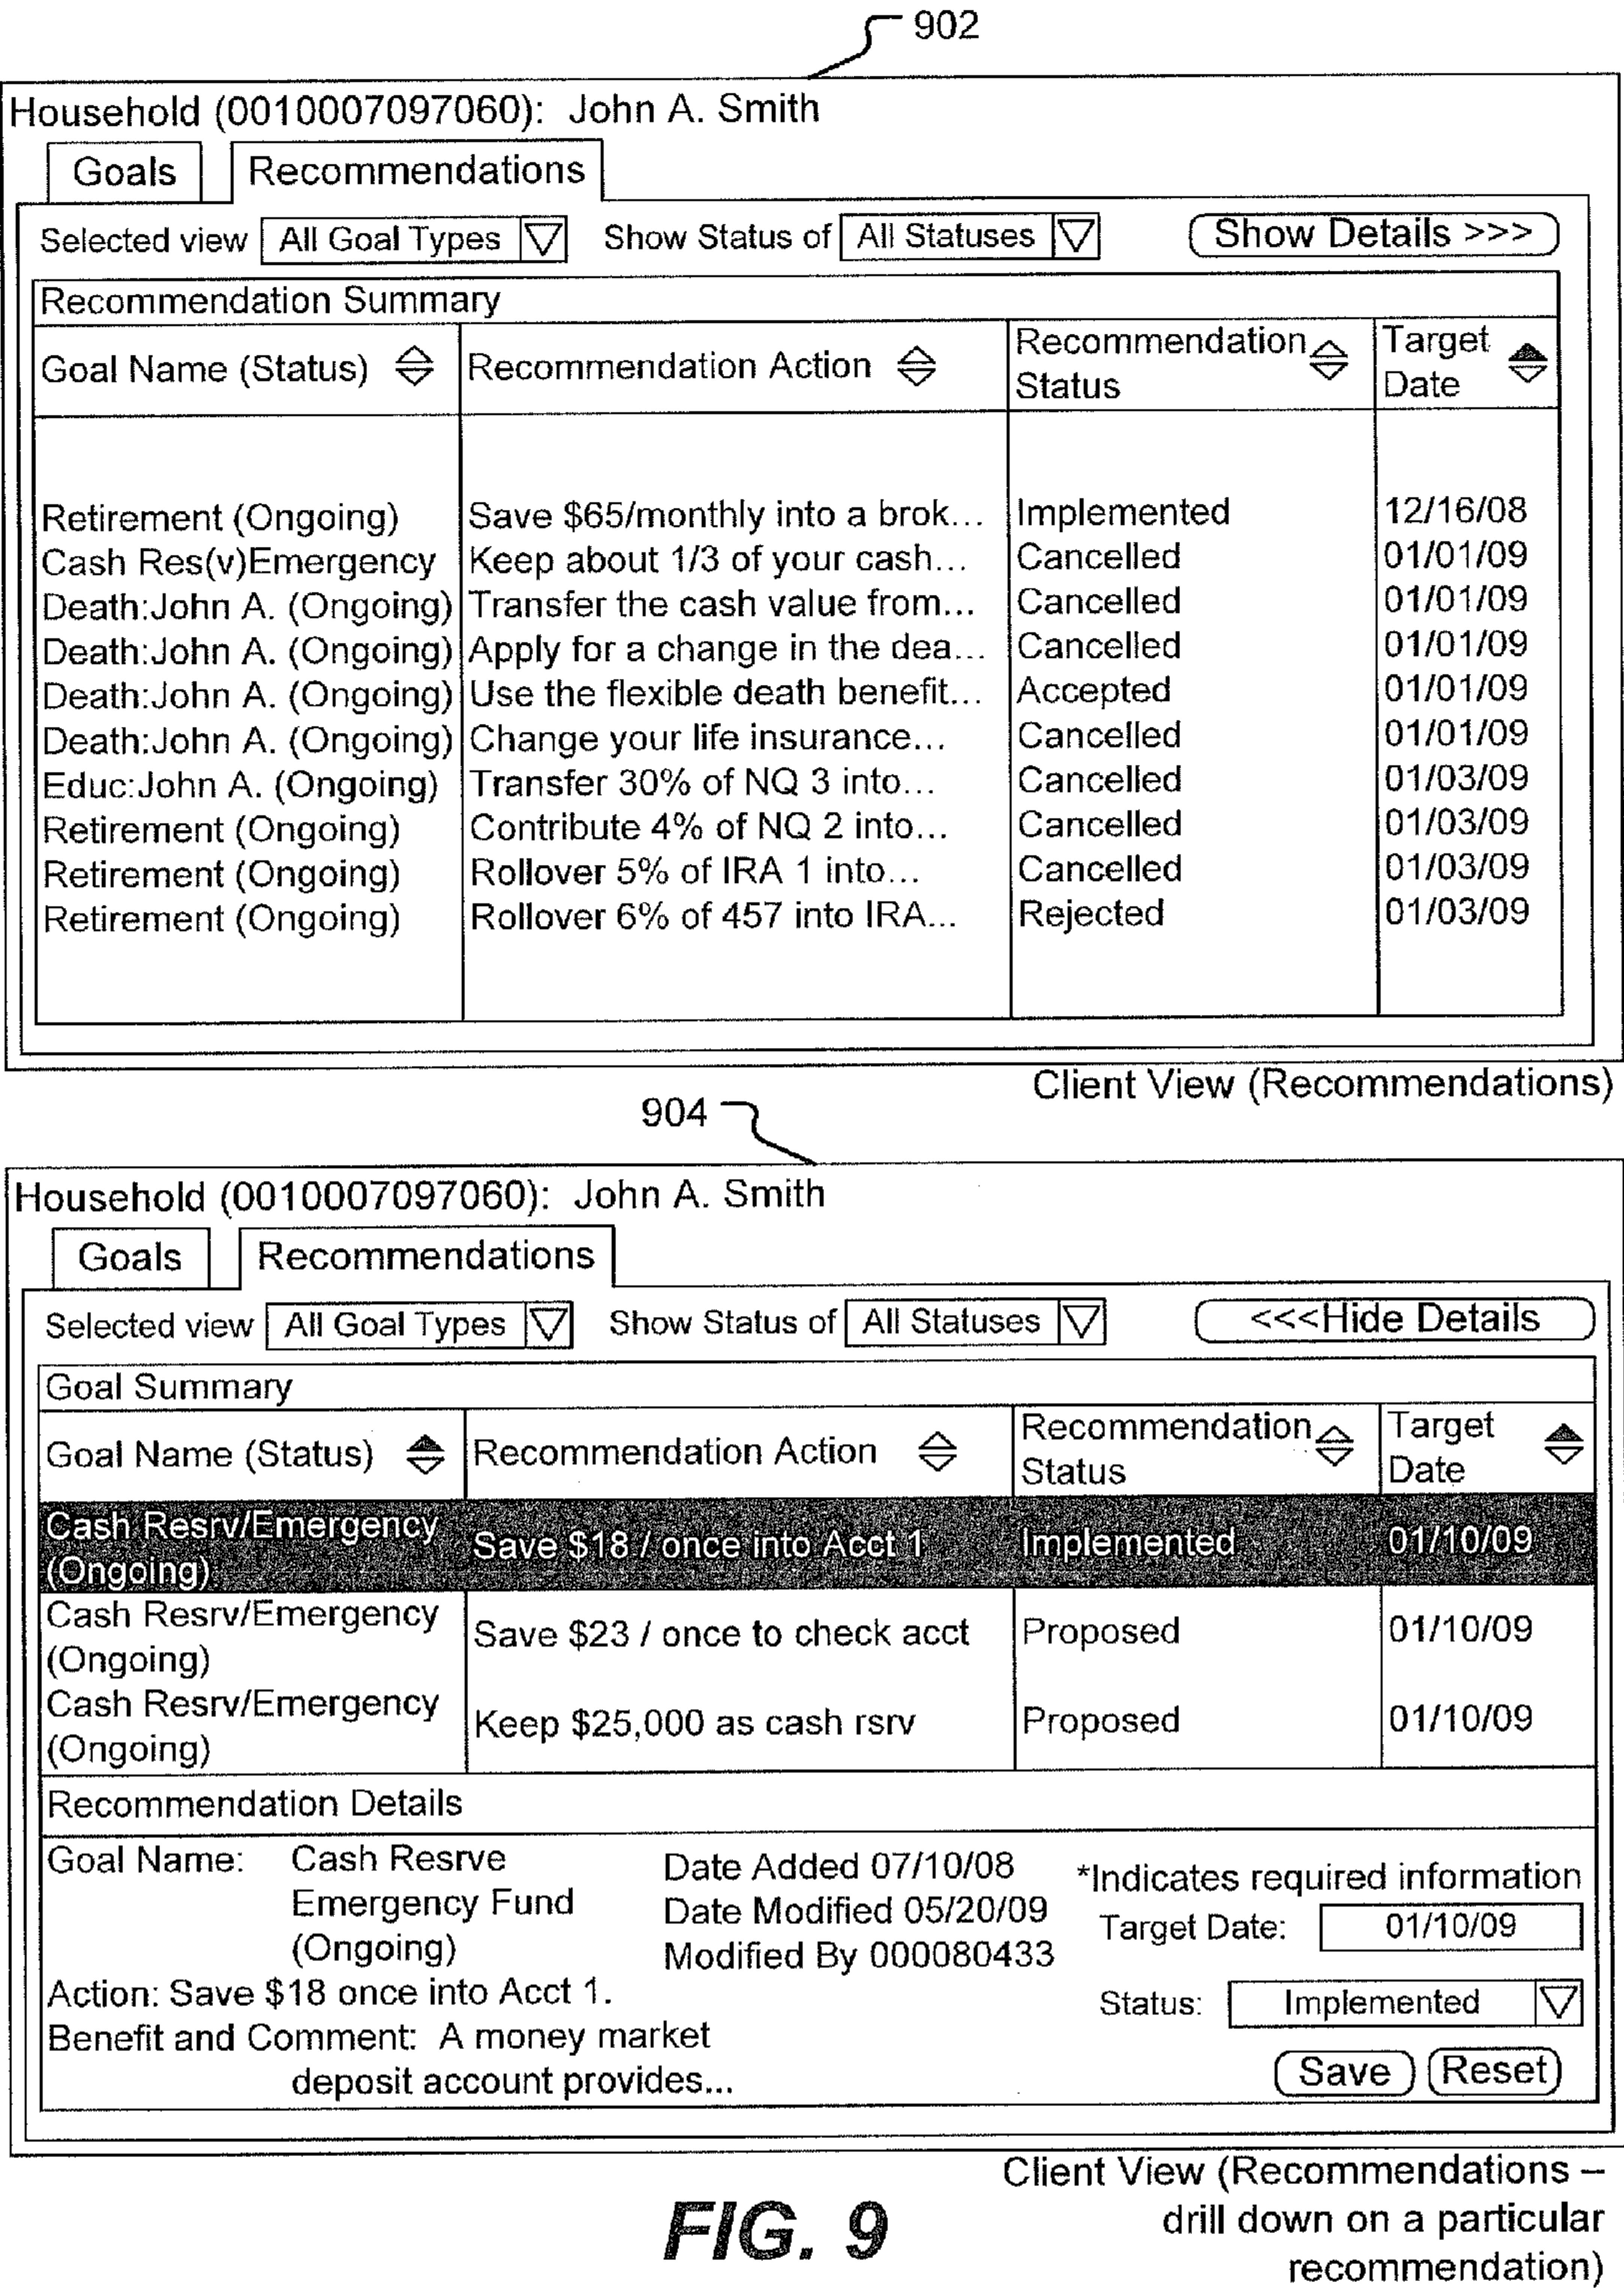 902
Household (0010007097060): John A. Smith
Goals Recommendations
Selected view All Goal Types Show Status of All Statuses Show Details >>>
Recommendation Summary
Goal Name (Status) Recommendation Action Recommendation Status Target Date
Retirement (Ongoing) Save $65/monthly into a brok... Implemented 12/16/08
Cash Res(v)Emergency Keep about 1/3 of your cash... Cancelled 01/01/09
Death:John A. (Ongoing) Transfer the cash value from... Cancelled 01/01/09
Death:John A. (Ongoing) Apply for a change in the dea... Cancelled 01/01/09
Death:John A. (Ongoing) Use the flexible death benefit... Accepted 01/01/09
Death:John A. (Ongoing) Change your life insurance... Cancelled 01/01/09
Educ:John A. (Ongoing) Transfer 30% of NQ 3 into... Cancelled 01/03/09
Retirement (Ongoing) Contribute 4% of NQ 2 into... Cancelled 01/03/09
Retirement (Ongoing) Rollover 5% of IRA 1 into... Cancelled 01/03/09
Retirement (Ongoing) Rollover 6% of 457 into IRA... Rejected 01/03/09
Client View (Recommendations)
904
Household (0010007097060): John A. Smith
Goals Recommendations
Selected view All Goal Types Show Status of All Statuses <<<Hide Details
Goal Summary
Goal Name (Status) Recommendation Action Recommendation Status Target Date
Cash Resrv/Emergency (Ongoing) Save $18 / once into Acct 1 Implemented 01/10/09
Cash Resrv/Emergency (Ongoing) Save $23 / once to check acct Proposed 01/10/09
Cash Resrv/Emergency (Ongoing) Keep $25,000 as cash rsrv Proposed 01/10/09
Recommendation Details
Goal Name: Cash Resrve
Emergency Fund
(Ongoing)
Date Added 07/10/08
Date Modified 05/20/09
Modified By 000080433
*Indicates required information
Target Date: 01/10/09
Action: Save $18 once into Acct 1.
Status: Implemented
Benefit and Comment: A money market
deposit account provides...
Save Reset
Client View (Recommendations –
drill down on a particular
recommendation)
FIG. 9